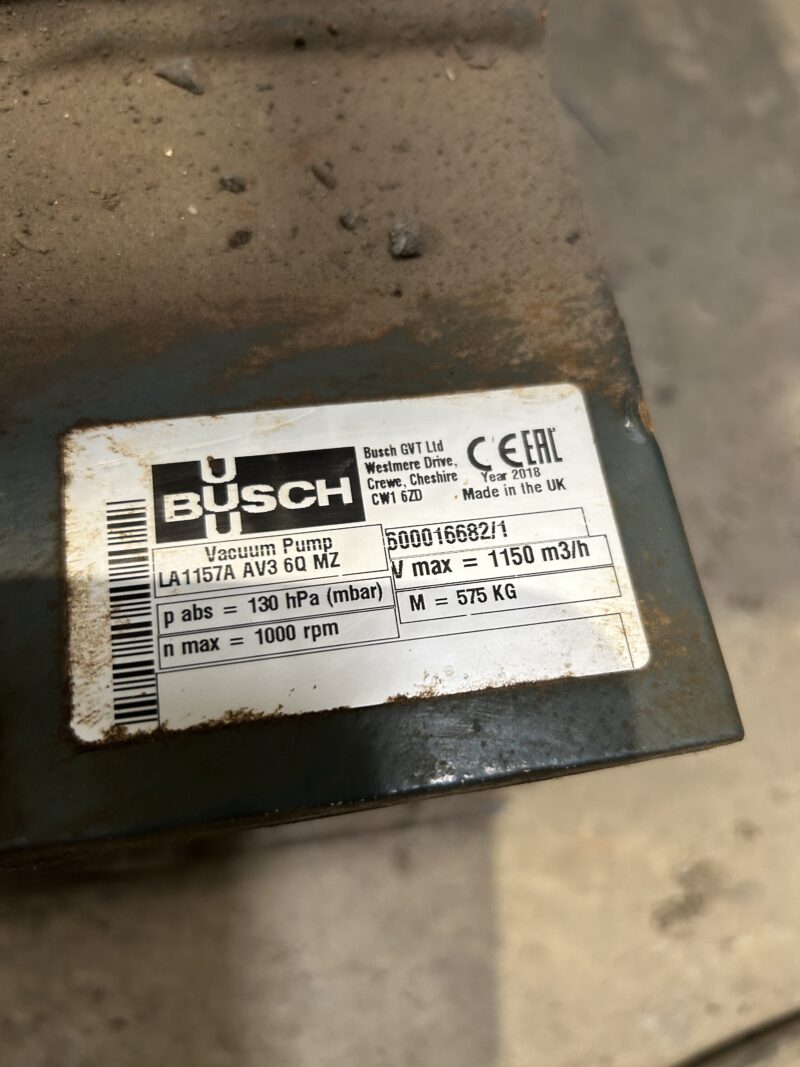 BUSCH
Busch GVT Ltd
Westmere Drive,
Crewe, Cheshire
CW1 6ZD
CE EAC
Year 2018
Made in the UK
Vacuum Pump
LA1157A AV3 6Q MZ
600016682/1
p abs = 130 hPa (mbar)
V max = 1150 m3/h
n max = 1000 rpm
M = 575 KG